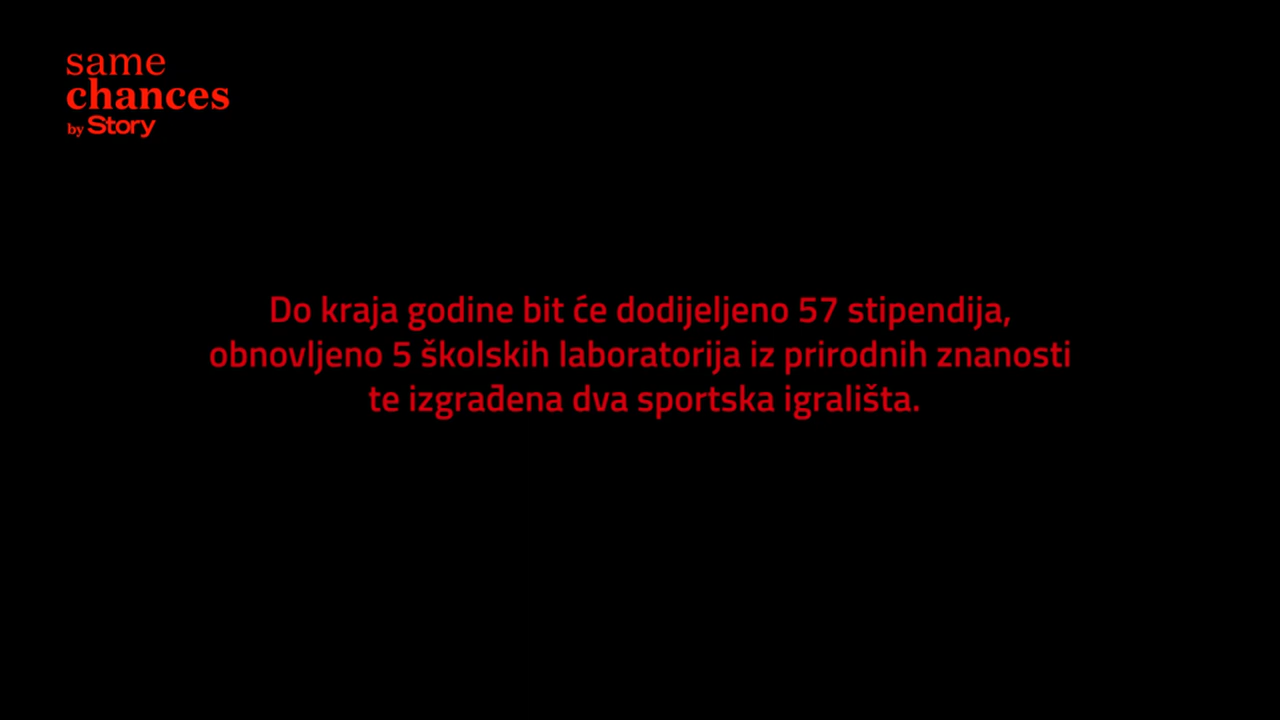 same
chances
by Story
Do kraja godine bit će dodijeljeno 57 stipendija,
obnovljeno 5 školskih laboratorija iz prirodnih znanosti
te izgrađena dva sportska igrališta.